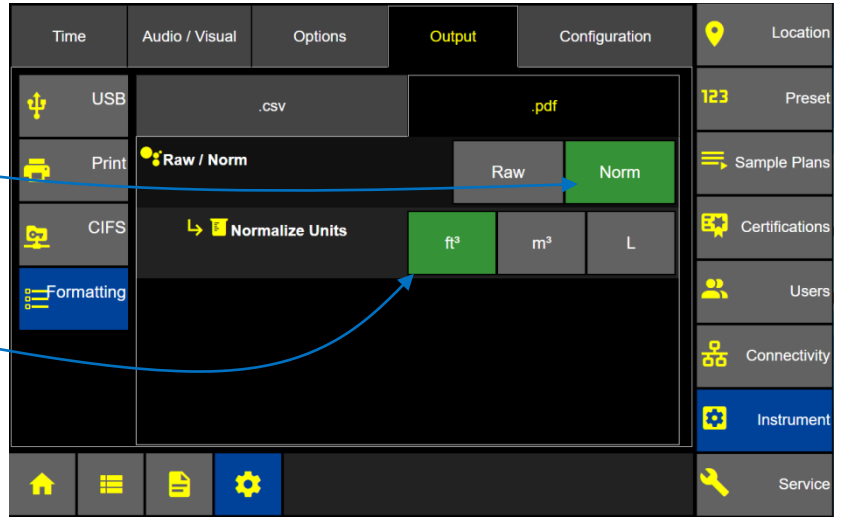 Time
Audio / Visual
Options
Output
Configuration
Location
USB
.csv
.pdf
123 Preset
Print
Raw / Norm
Raw
Norm
Sample Plans
CIFS
Normalize Units
ft³
m³
L
Certifications
Formatting
Users
Connectivity
Instrument
Service